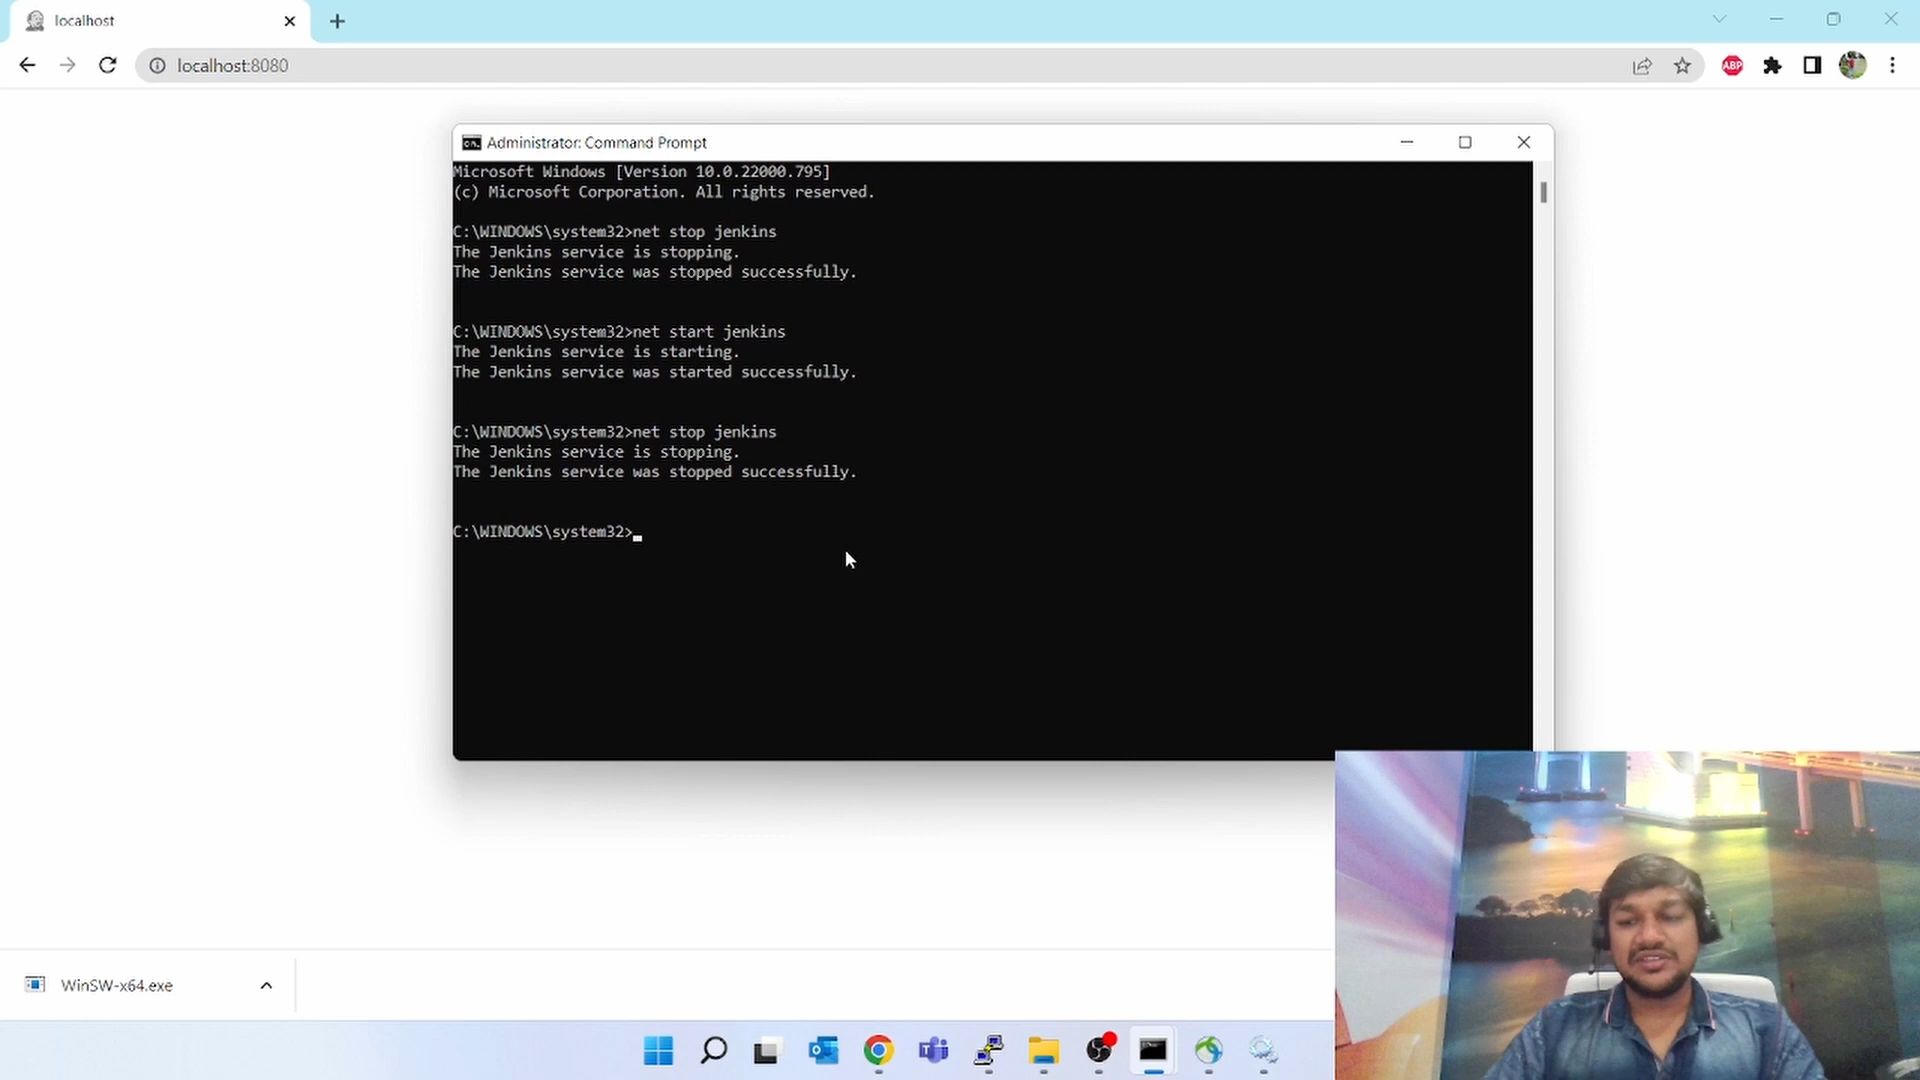 localhost
localhost:8080
ABP
Administrator: Command Prompt
Microsoft Windows [Version 10.0.22000.795]
(c) Microsoft Corporation. All rights reserved.
C:\WINDOWS\system32>net stop jenkins
The Jenkins service is stopping.
The Jenkins service was stopped successfully.
C:\WINDOWS\system32>net start jenkins
The Jenkins service is starting.
The Jenkins service was started successfully.
C:\WINDOWS\system32>net stop jenkins
The Jenkins service is stopping.
The Jenkins service was stopped successfully.
C:\WINDOWS\system32>
WinSW-x64.exe